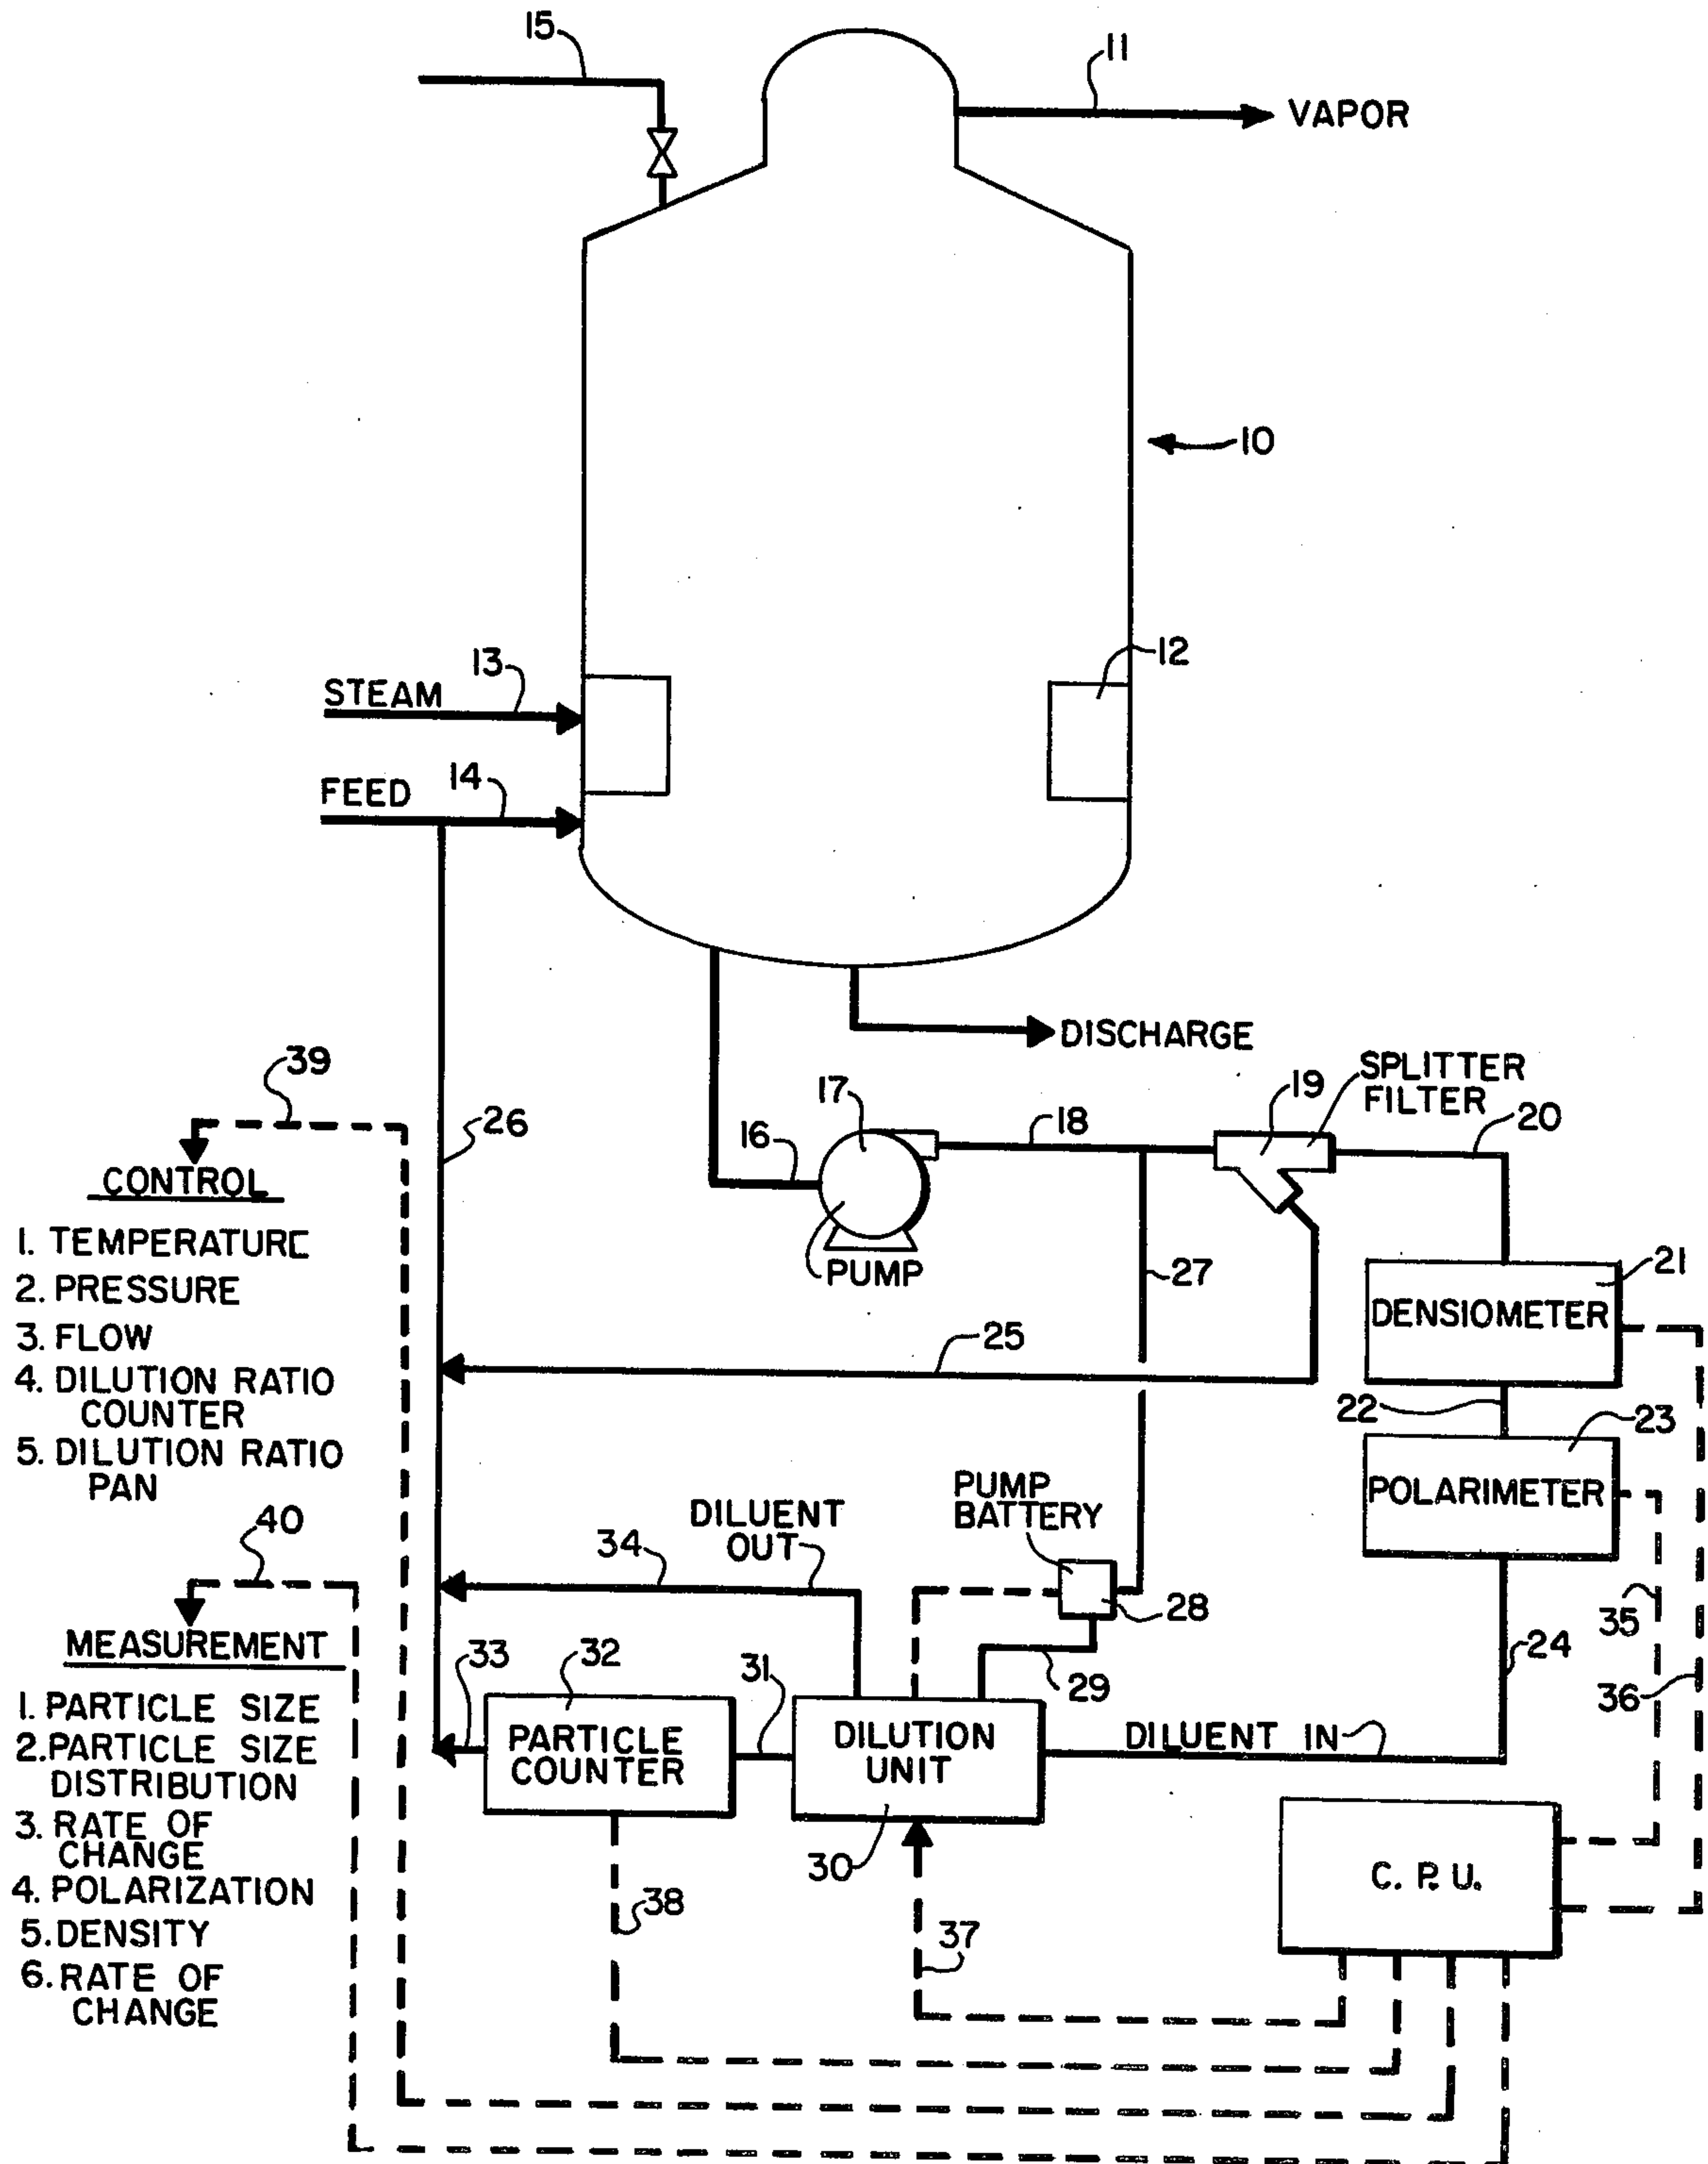 15
11
VAPOR
10
12
13
STEAM
14
FEED
DISCHARGE
39
26
17
16
18
19
SPLITTER
FILTER
20
CONTROL
1. TEMPERATURE
2. PRESSURE
3. FLOW
4. DILUTION RATIO
COUNTER
5. DILUTION RATIO
PAN
PUMP
27
21
DENSIOMETER
25
22
23
POLARIMETER
40
PUMP
BATTERY
DILUENT
OUT
34
28
35
24
36
MEASUREMENT
1. PARTICLE SIZE
2. PARTICLE SIZE
DISTRIBUTION
3. RATE OF
CHANGE
4. POLARIZATION
5. DENSITY
6. RATE OF
CHANGE
33
32
31
29
PARTICLE
COUNTER
DILUTION
UNIT
DILUENT IN
30
38
37
C. P. U.